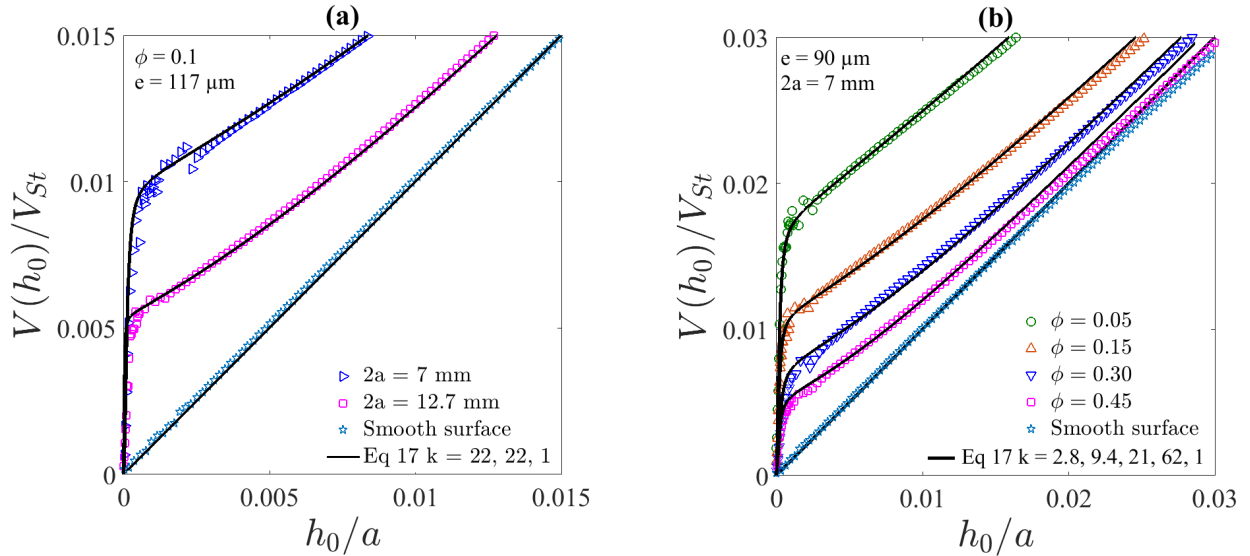 (a)
ϕ = 0.1
e = 117 µm
V(h₀)/V_St
0.015
0.01
0.005
0
2a = 7 mm
2a = 12.7 mm
Smooth surface
Eq 17 k = 22, 22, 1
0
0.005
0.01
0.015
h₀/a
(b)
e = 90 µm
2a = 7 mm
V(h₀)/V_St
0.03
0.02
0.01
0
ϕ = 0.05
ϕ = 0.15
ϕ = 0.30
ϕ = 0.45
Smooth surface
Eq 17 k = 2.8, 9.4, 21, 62, 1
0
0.01
0.02
0.03
h₀/a